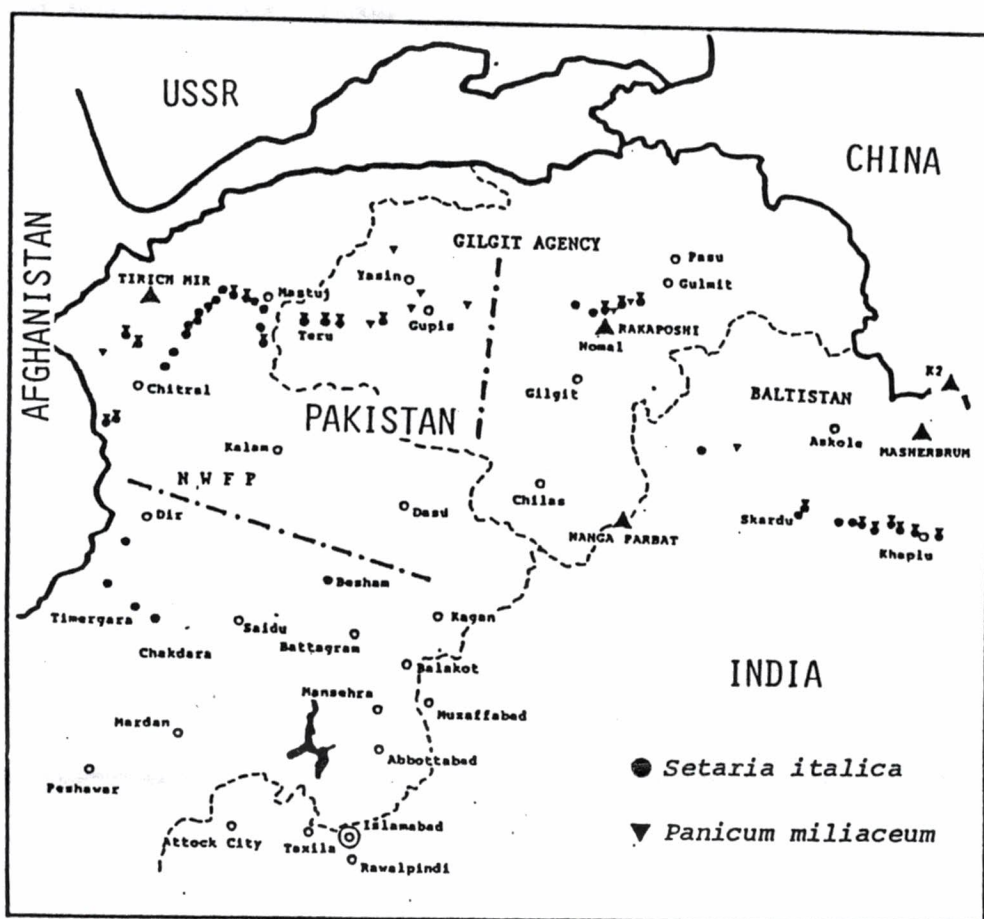 USSR
CHINA
AFGHANISTAN
GILGIT AGENCY
Pasu
TIRICH MIR
Yasin
Gulmit
Mastuj
Gupis
Teru
RAKAPOSHI
Nomal
Chitral
Gilgit
K2
BALTISTAN
PAKISTAN
Askole
MASHERBRUM
Kalam
N W F P
Chilas
Dir
Dasu
Skardu
NANGA PARBAT
Khaplu
Besham
Timergara
Saidu
Kagan
Chakdara
Battagram
Balakot
INDIA
Mansehra
Muzaffabad
Mardan
Abbottabad
Setaria italica
Peshawar
Islamabad
Panicum miliaceum
Attock City
Taxila
Rawalpindi